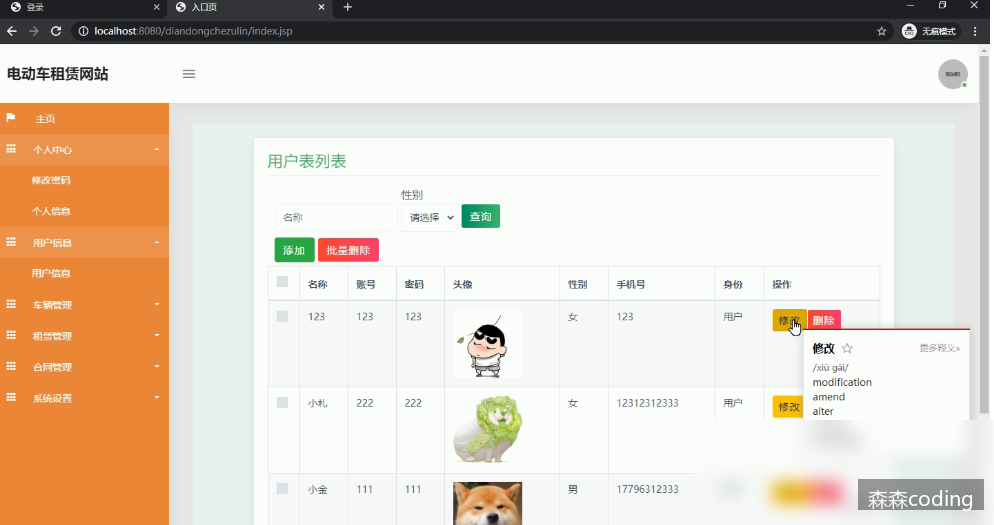 登录
入口页
localhost:8080/diandongchezulin/index.jsp
无痕模式
电动车租赁网站
60x60
主页
个人中心
修改密码
个人信息
用户信息
用户信息
车辆管理
租赁管理
合同管理
系统设置
用户表列表
性别
名称 请选择 查询
添加 批量删除
名称 账号 密码 头像 性别 手机号 身份 操作
123 123 123 女 123 用户 修改 删除
修改 更多释义»
/xiū gǎi/
modification
amend
alter
小札 222 222 女 12312312333 用户 修改
小金 111 111 男 17796312333
森森coding